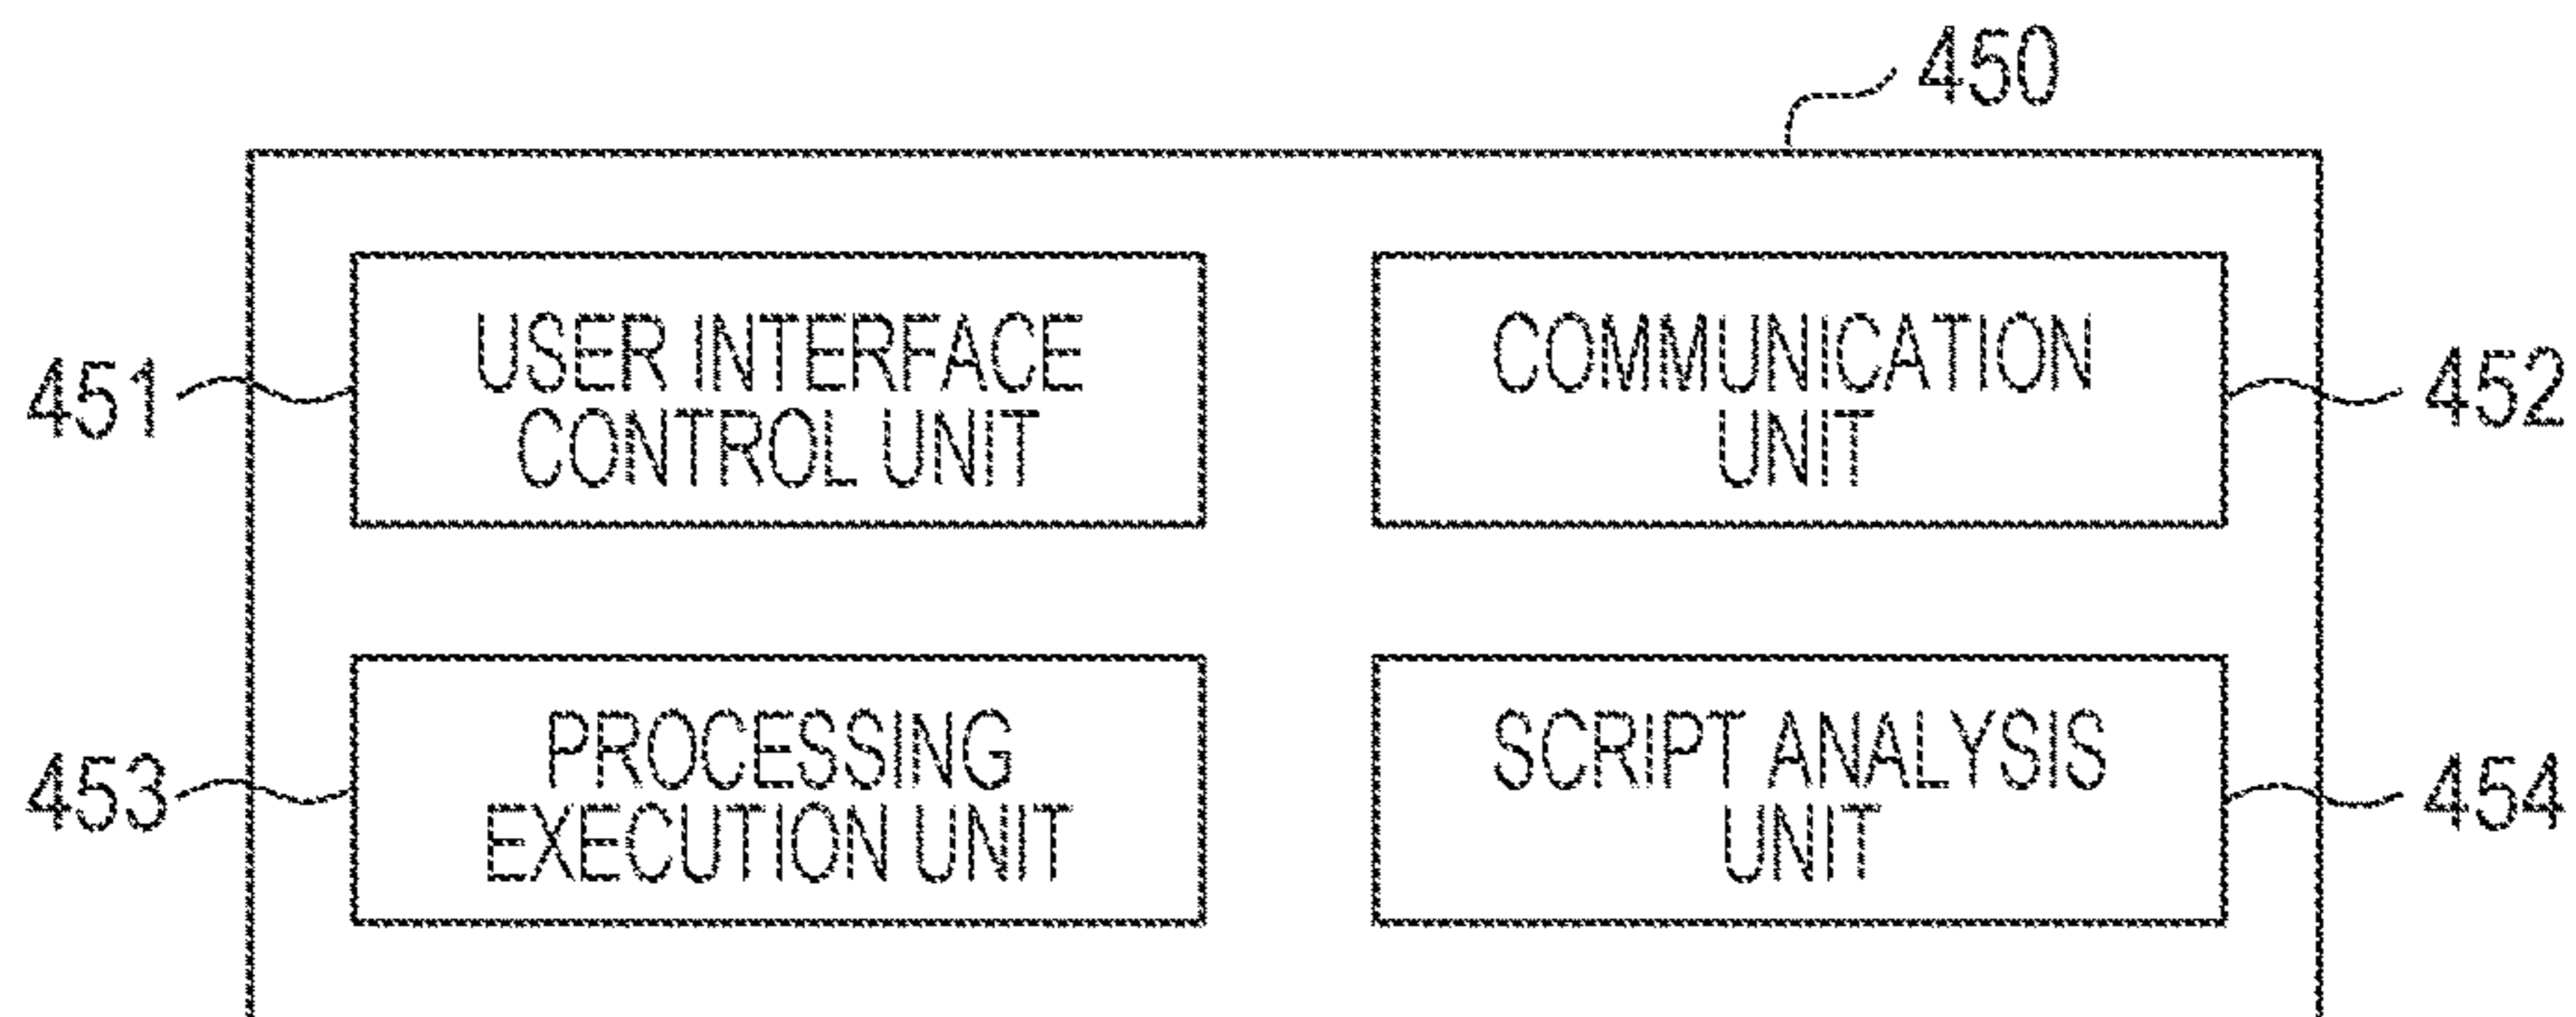 450
451
USER INTERFACE
CONTROL UNIT
COMMUNICATION
UNIT
452
453
PROCESSING
EXECUTION UNIT
SCRIPT ANALYSIS
UNIT
454